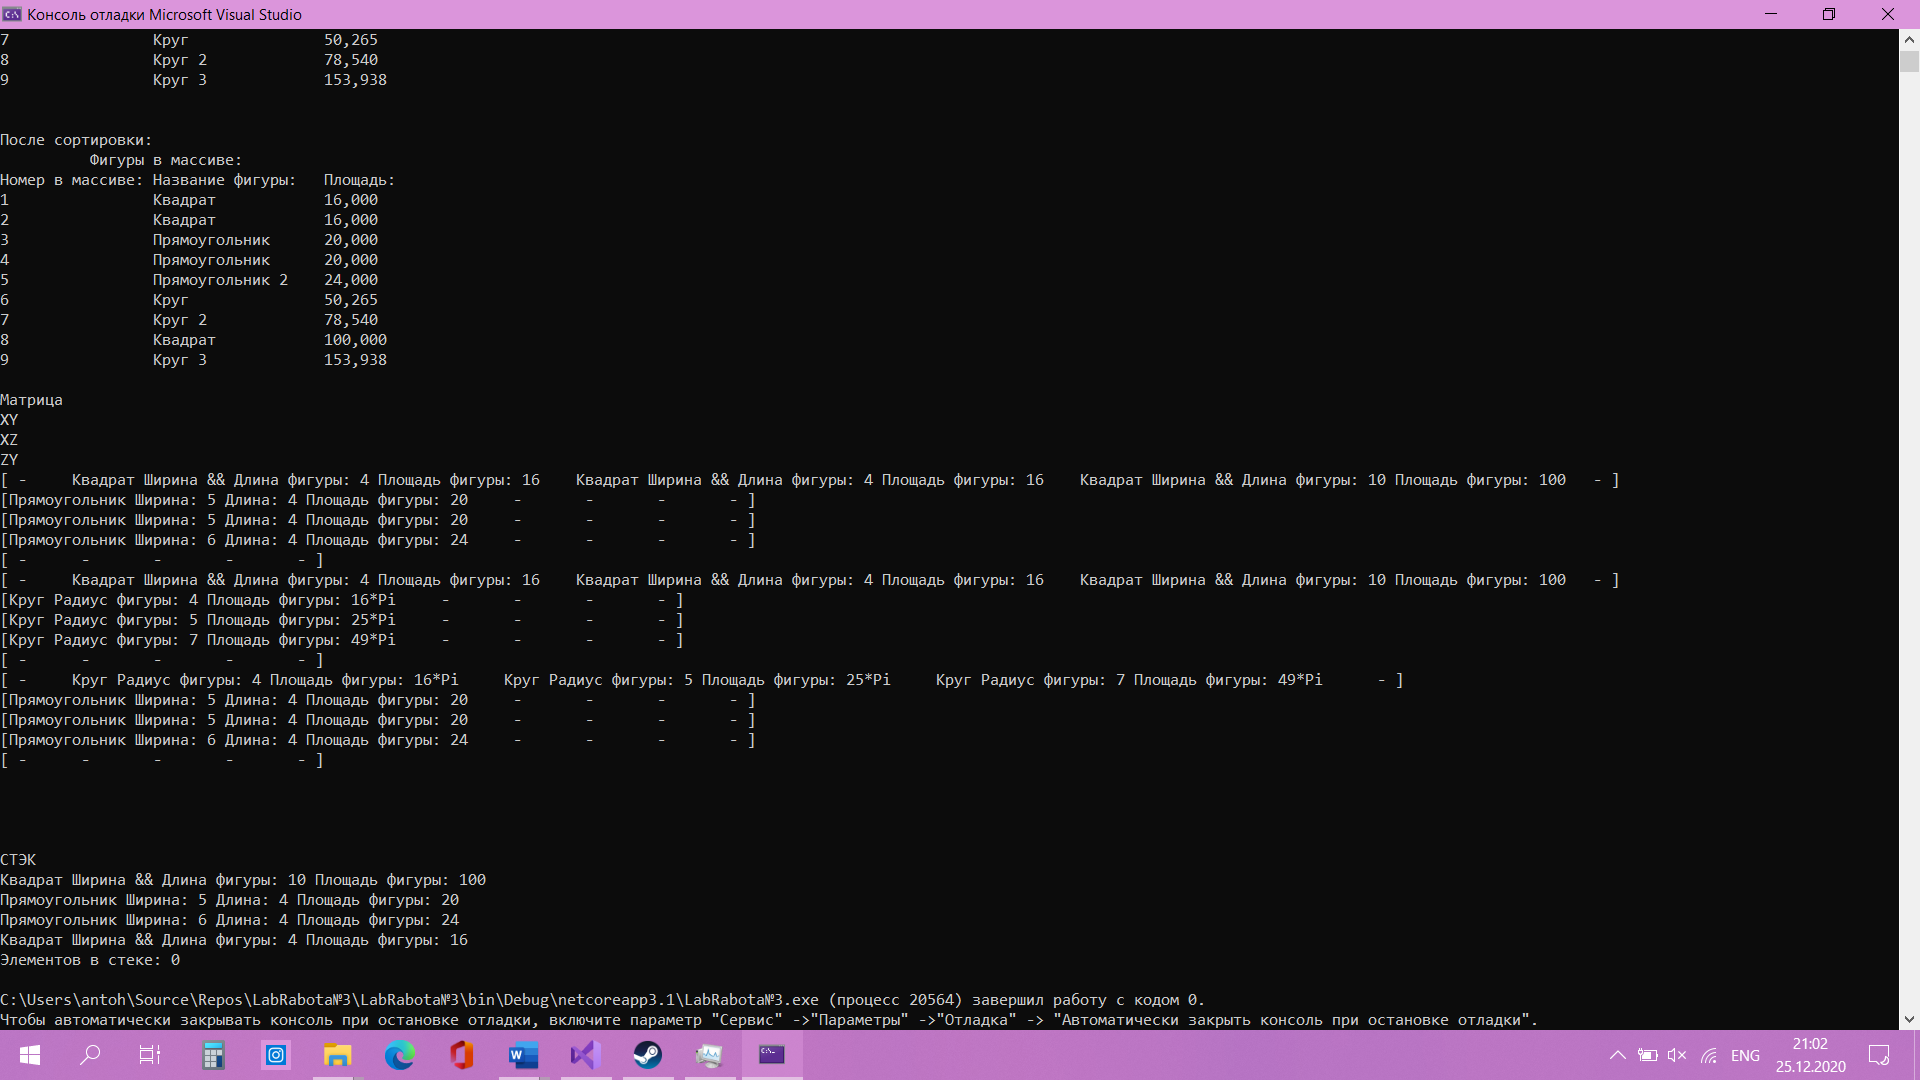 Консоль отладки Microsoft Visual Studio
7 Круг 50,265
8 Круг 2 78,540
9 Круг 3 153,938
После сортировки:
Фигуры в массиве:
Номер в массиве: Название фигуры: Площадь:
1 Квадрат 16,000
2 Квадрат 16,000
3 Прямоугольник 20,000
4 Прямоугольник 20,000
5 Прямоугольник 2 24,000
6 Круг 50,265
7 Круг 2 78,540
8 Квадрат 100,000
9 Круг 3 153,938
Матрица
XY
XZ
ZY
[ - Квадрат Ширина && Длина фигуры: 4 Площадь фигуры: 16 Квадрат Ширина && Длина фигуры: 4 Площадь фигуры: 16 Квадрат Ширина && Длина фигуры: 10 Площадь фигуры: 100 - ]
[Прямоугольник Ширина: 5 Длина: 4 Площадь фигуры: 20 - - - - ]
[Прямоугольник Ширина: 5 Длина: 4 Площадь фигуры: 20 - - - - ]
[Прямоугольник Ширина: 6 Длина: 4 Площадь фигуры: 24 - - - - ]
[ - - - - - ]
[ - Квадрат Ширина && Длина фигуры: 4 Площадь фигуры: 16 Квадрат Ширина && Длина фигуры: 4 Площадь фигуры: 16 Квадрат Ширина && Длина фигуры: 10 Площадь фигуры: 100 - ]
[Круг Радиус фигуры: 4 Площадь фигуры: 16*Pi - - - - ]
[Круг Радиус фигуры: 5 Площадь фигуры: 25*Pi - - - - ]
[Круг Радиус фигуры: 7 Площадь фигуры: 49*Pi - - - - ]
[ - - - - - ]
[ - Круг Радиус фигуры: 4 Площадь фигуры: 16*Pi Круг Радиус фигуры: 5 Площадь фигуры: 25*Pi Круг Радиус фигуры: 7 Площадь фигуры: 49*Pi - ]
[Прямоугольник Ширина: 5 Длина: 4 Площадь фигуры: 20 - - - - ]
[Прямоугольник Ширина: 5 Длина: 4 Площадь фигуры: 20 - - - - ]
[Прямоугольник Ширина: 6 Длина: 4 Площадь фигуры: 24 - - - - ]
[ - - - - - ]
СТЭК
Квадрат Ширина && Длина фигуры: 10 Площадь фигуры: 100
Прямоугольник Ширина: 5 Длина: 4 Площадь фигуры: 20
Прямоугольник Ширина: 6 Длина: 4 Площадь фигуры: 24
Квадрат Ширина && Длина фигуры: 4 Площадь фигуры: 16
Элементов в стеке: 0
C:\Users\antoh\Source\Repos\LabRabota№3\LabRabota№3\bin\Debug\netcoreapp3.1\LabRabota№3.exe (процесс 20564) завершил работу с кодом 0.
Чтобы автоматически закрывать консоль при остановке отладки, включите параметр "Сервис" ->"Параметры" ->"Отладка" -> "Автоматически закрыть консоль при остановке отладки".
ENG
21:02
25.12.2020